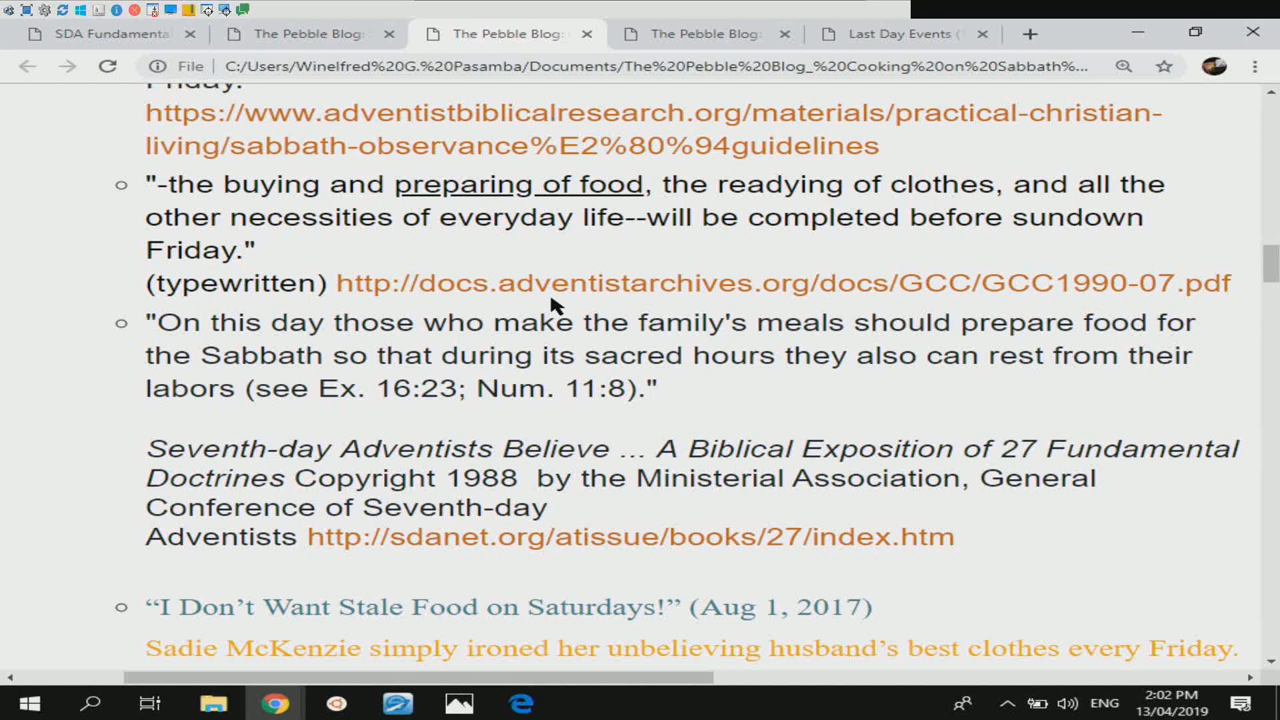 SDA Fundamenta
The Pebble Blog:
The Pebble Blog:
The Pebble Blog:
Last Day Events (
File
C:/Users/Winelfred%20G.%20Pasamba/Documents/The%20Pebble%20Blog_%20Cooking%20on%20Sabbath%...
Friday."
https://www.adventistbiblicalresearch.org/materials/practical-christian-
living/sabbath-observance%E2%80%94guidelines
"-the buying and preparing of food, the readying of clothes, and all the
other necessities of everyday life--will be completed before sundown
Friday."
(typewritten) http://docs.adventistarchives.org/docs/GCC/GCC1990-07.pdf
"On this day those who make the family's meals should prepare food for
the Sabbath so that during its sacred hours they also can rest from their
labors (see Ex. 16:23; Num. 11:8)."
Seventh-day Adventists Believe ... A Biblical Exposition of 27 Fundamental
Doctrines Copyright 1988 by the Ministerial Association, General
Conference of Seventh-day
Adventists http://sdanet.org/atissue/books/27/index.htm
“I Don’t Want Stale Food on Saturdays!” (Aug 1, 2017)
Sadie McKenzie simply ironed her unbelieving husband’s best clothes every Friday.
ENG
2:02 PM
13/04/2019